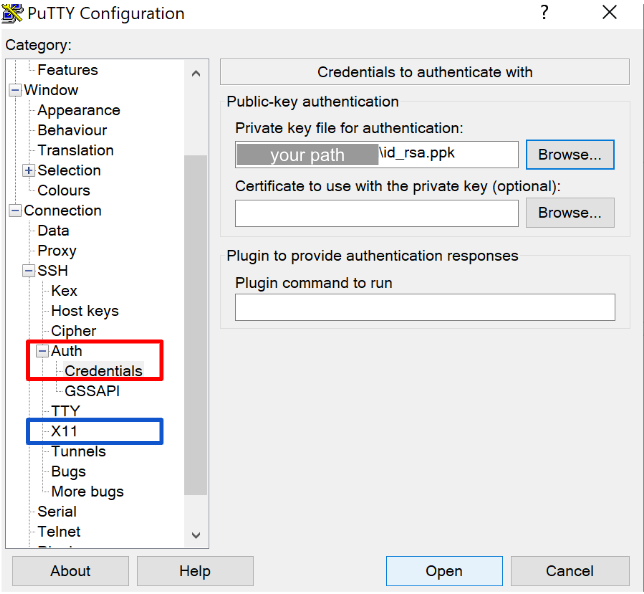 PuTTY Configuration
?
Category:
Features
Window
Appearance
Behaviour
Translation
Selection
Colours
Connection
Data
Proxy
SSH
Kex
Host keys
Cipher
Auth
Credentials
GSSAPI
TTY
X11
Tunnels
Bugs
More bugs
Serial
Telnet
Credentials to authenticate with
Public-key authentication
Private key file for authentication:
your path \id_rsa.ppk
Browse...
Certificate to use with the private key (optional):
Browse...
Plugin to provide authentication responses
Plugin command to run
About
Help
Open
Cancel